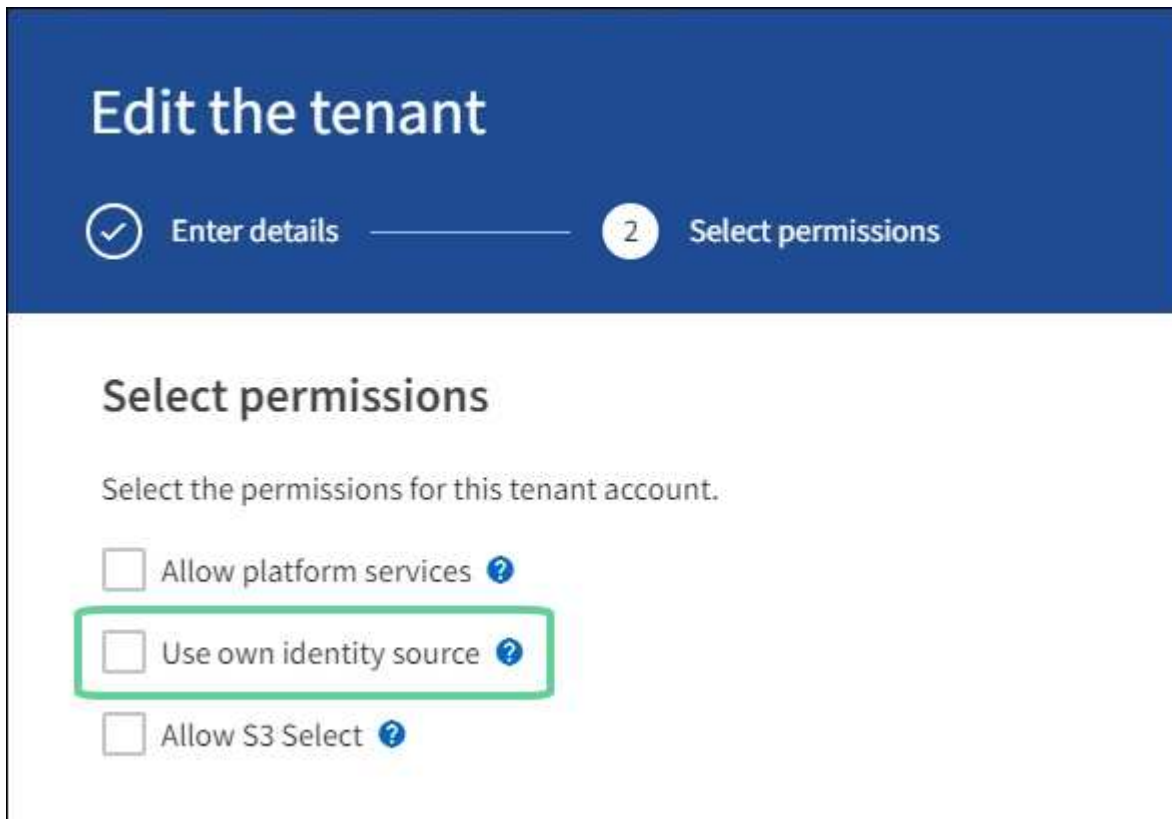 Edit the tenant
Enter details
2 Select permissions
Select permissions
Select the permissions for this tenant account.
Allow platform services ?
Use own identity source ?
Allow S3 Select ?